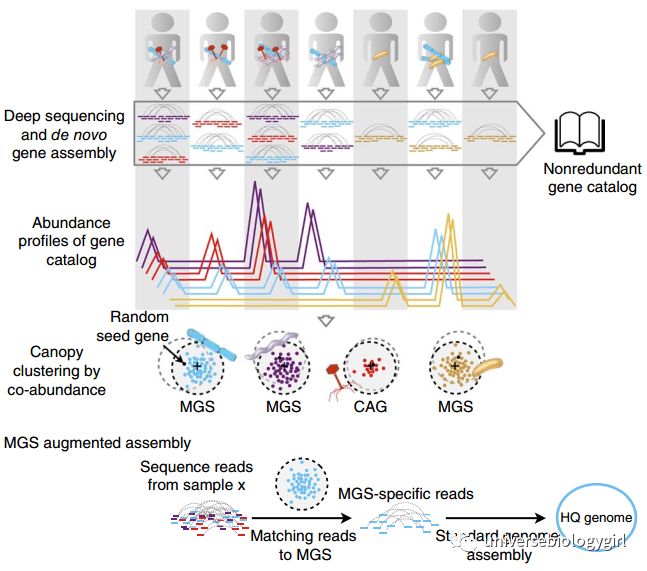 Deep sequencing
and de novo
gene assembly
Nonredundant
gene catalog
Abundance
profiles of gene
catalog
Random
seed gene
Canopy
clustering by
co-abundance
MGS
MGS
CAG
MGS
MGS augmented assembly
Sequence reads
from sample x
Matching reads
to MGS
MGS-specific reads
Standard genome
assembly
HQ genome
universebiologygirl